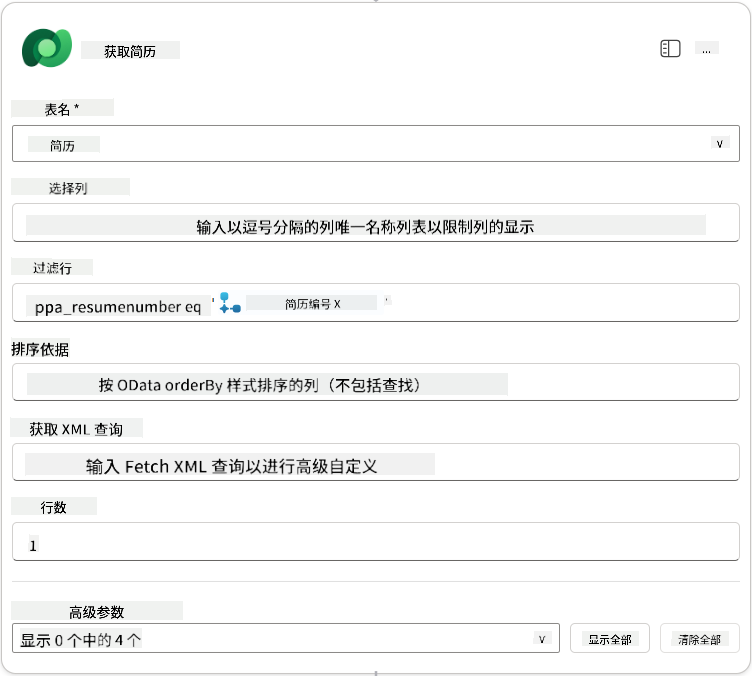 获取简历
...
表名 *
简历
选择列
输入以逗号分隔的列唯一名称列表以限制列的显示
过滤行
ppa_resumenumber eq ' 简历编号 X '
排序依据
按 OData orderBy 样式排序的列（不包括查找）
获取 XML 查询
输入 Fetch XML 查询以进行高级自定义
行数
1
高级参数
显示 0 个中的 4 个 v 显示全部 清除全部